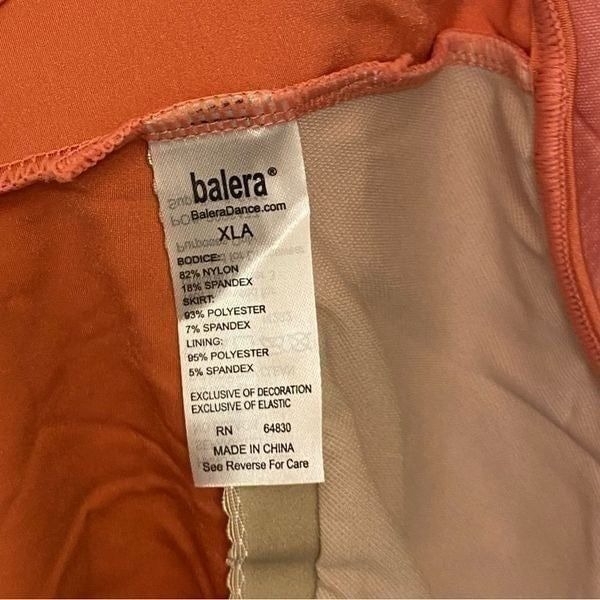 balera®
BaleraDance.com
XLA
BODICE:
82% NYLON
18% SPANDEX
SKIRT:
93% POLYESTER
7% SPANDEX
LINING:
95% POLYESTER
5% SPANDEX
EXCLUSIVE OF DECORATION
EXCLUSIVE OF ELASTIC
RN 64830
MADE IN CHINA
See Reverse For Care